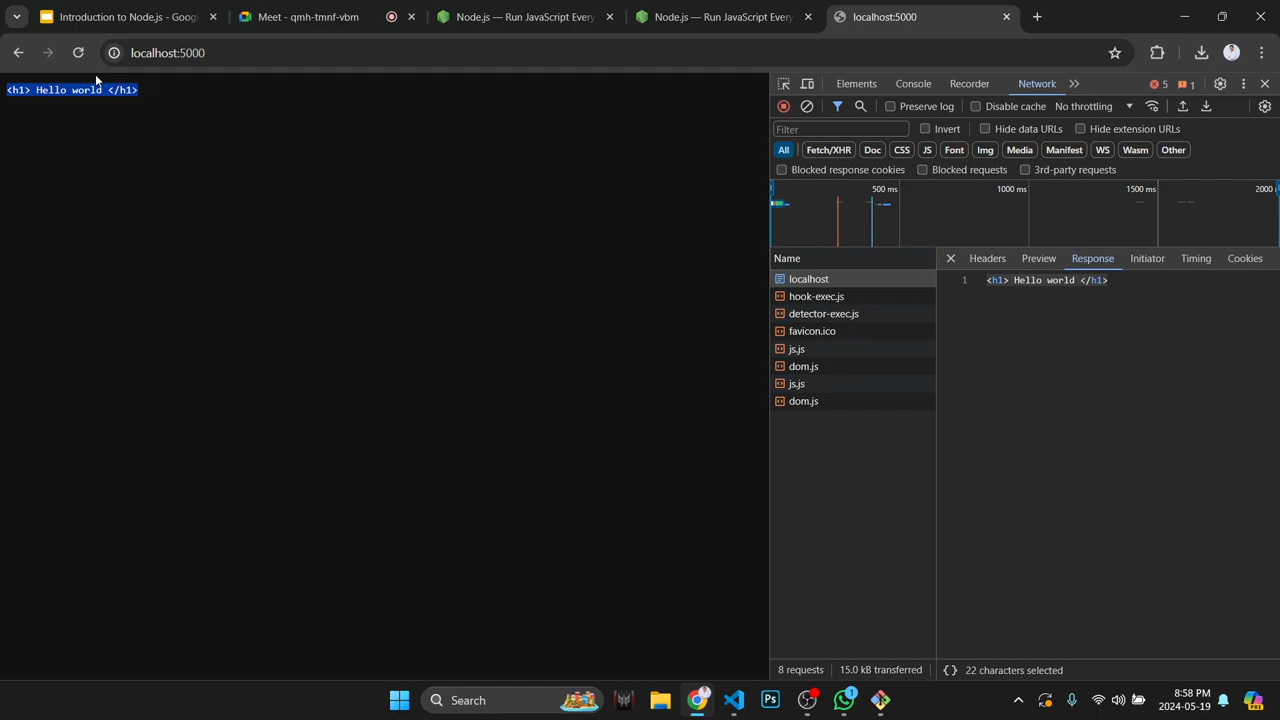 Introduction to Node.js - Googl
Meet - qmh-tmnf-vbm
Node.js — Run JavaScript Every
Node.js — Run JavaScript Every
localhost:5000
localhost:5000
<h1> Hello world </h1>
Elements
Console
Recorder
Network
5
1
Preserve log
Disable cache
No throttling
Filter
Invert
Hide data URLs
Hide extension URLs
All
Fetch/XHR
Doc
CSS
JS
Font
Img
Media
Manifest
WS
Wasm
Other
Blocked response cookies
Blocked requests
3rd-party requests
500 ms
1000 ms
1500 ms
2000
Name
Headers
Preview
Response
Initiator
Timing
Cookies
localhost
hook-exec.js
detector-exec.js
favicon.ico
js.js
dom.js
js.js
dom.js
1 <h1> Hello world </h1>
8 requests
15.0 kB transferred
{} 22 characters selected
Search
Ps
1
8:58 PM
2024-05-19
PRE